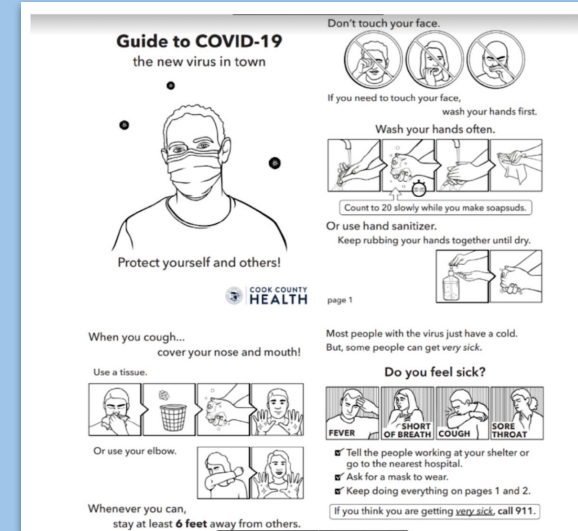 Guide to COVID-19
the new virus in town
Protect yourself and others!
COOK COUNTY
HEALTH
Don't touch your face.
If you need to touch your face,
wash your hands first.
Wash your hands often.
Count to 20 slowly while you make soapsuds.
Or use hand sanitizer.
Keep rubbing your hands together until dry.
page 1
When you cough...
cover your nose and mouth!
Use a tissue.
Or use your elbow.
Whenever you can,
stay at least 6 feet away from others.
Most people with the virus just have a cold.
But, some people can get very sick.
Do you feel sick?
FEVER
SHORT
OF BREATH
COUGH
SORE
THROAT
Tell the people working at your shelter or
go to the nearest hospital.
Ask for a mask to wear.
Keep doing everything on pages 1 and 2.
If you think you are getting very sick, call 911.